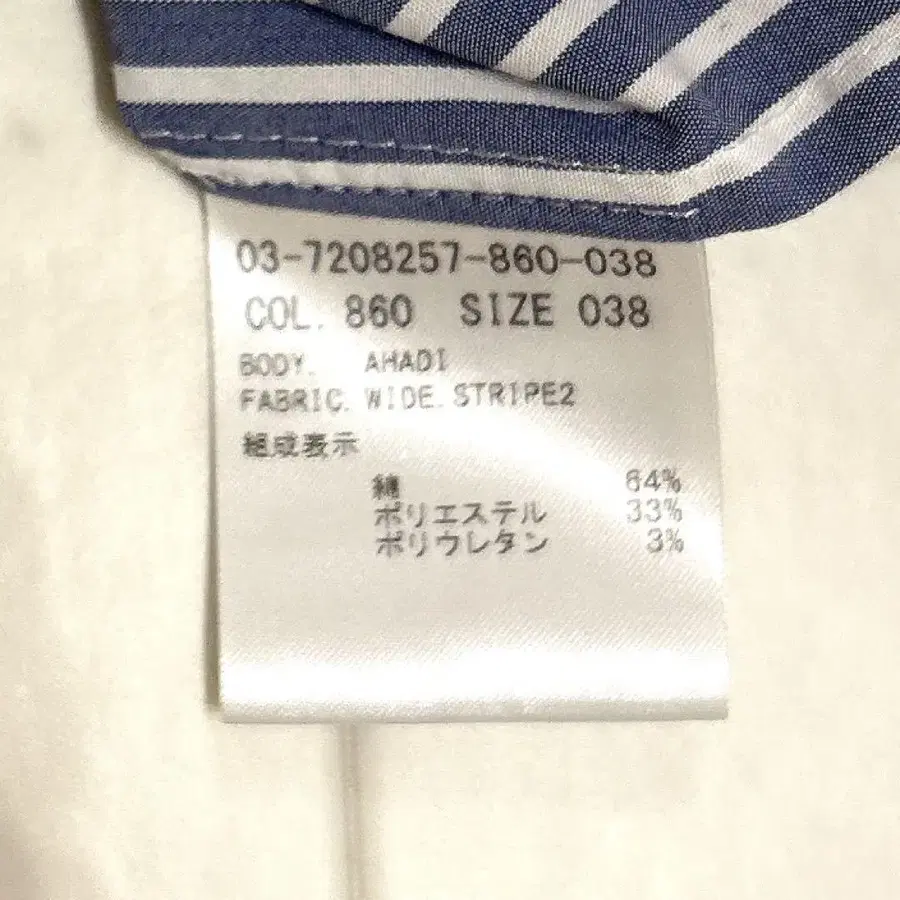 03-7208257-860-038
COL. 860 SIZE 038
BODY. AHADI
FABRIC. WIDE.STRIPE2
組成表示
綿 64%
ポリエステル 33%
ポリウレタン 3%